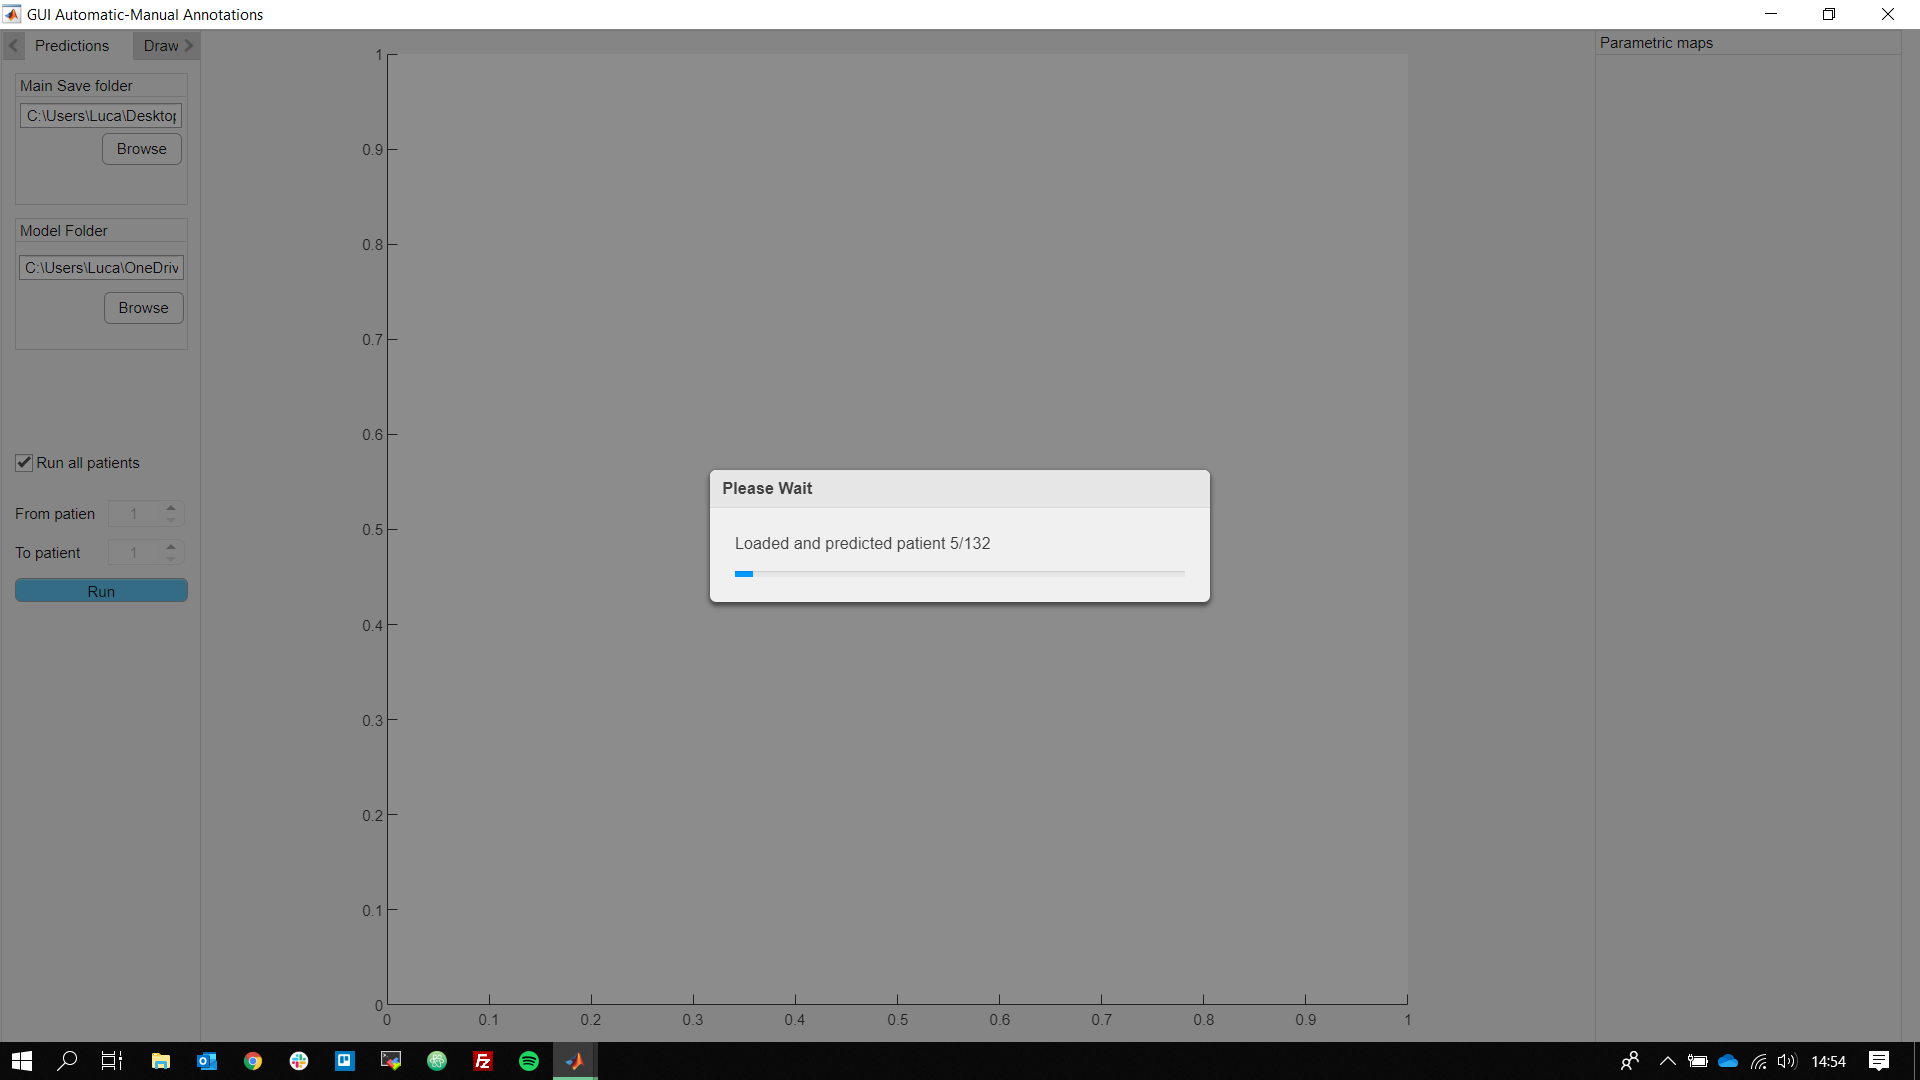 GUI Automatic-Manual Annotations
Predictions
Draw
Main Save folder
C:\Users\Luca\Desktop
Browse
Model Folder
C:\Users\Luca\OneDriv
Browse
Run all patients
From patien
1
To patient
1
Run
1
0.9
0.8
0.7
0.6
0.5
0.4
0.3
0.2
0.1
0
0 0.1 0.2 0.3 0.4 0.5 0.6 0.7 0.8 0.9 1
Please Wait
Loaded and predicted patient 5/132
Parametric maps
14:54